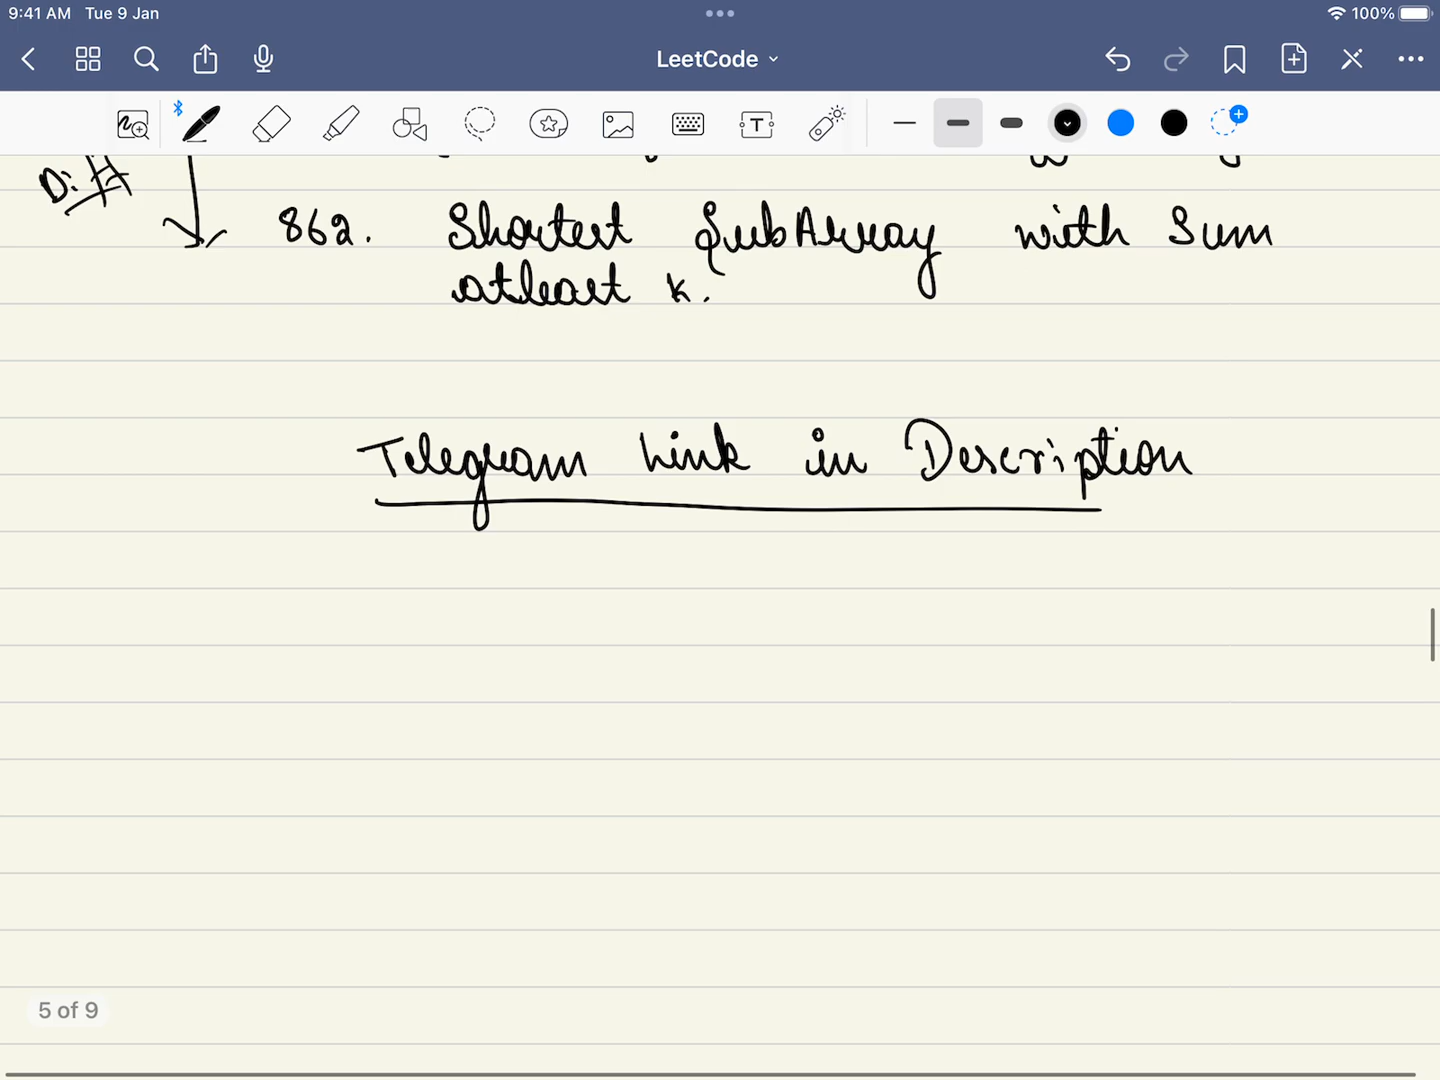 9:41 AM Tue 9 Jan 100%
LeetCode
T
Diff
862. Shortest SubArray with Sum
atleast k.
Telegram Link in Description
5 of 9